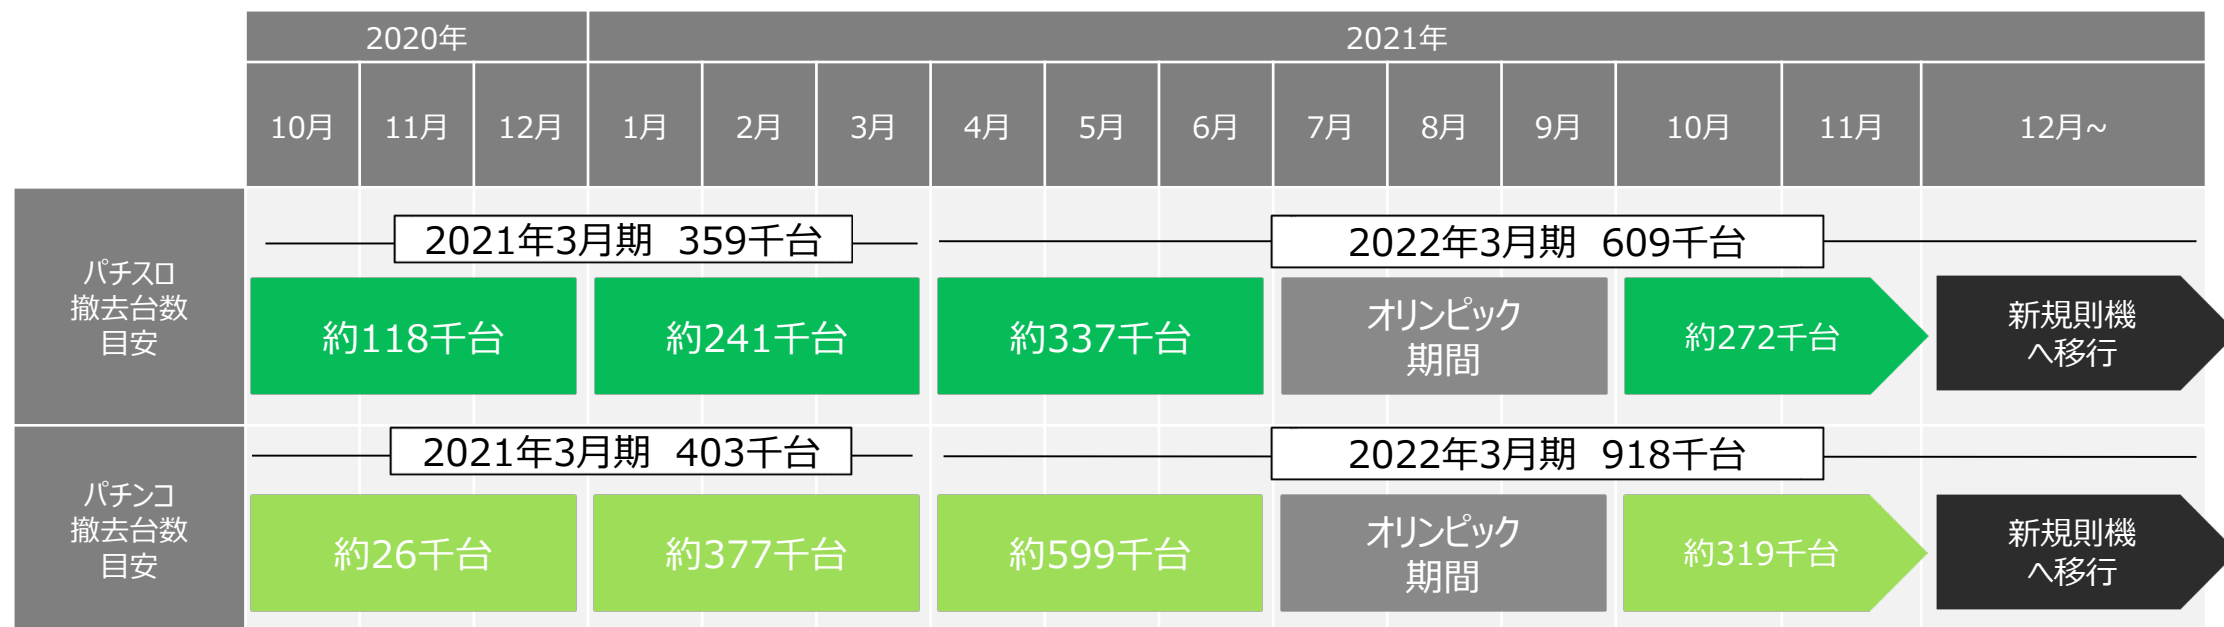 2020年
2021年
10月
11月
12月
1月
2月
3月
4月
5月
6月
7月
8月
9月
10月
11月
12月~
パチスロ
撤去台数
目安
2021年3月期 359千台
2022年3月期 609千台
約118千台
約241千台
約337千台
オリンピック
期間
約272千台
新規則機
へ移行
パチンコ
撤去台数
目安
2021年3月期 403千台
2022年3月期 918千台
約26千台
約377千台
約599千台
オリンピック
期間
約319千台
新規則機
へ移行